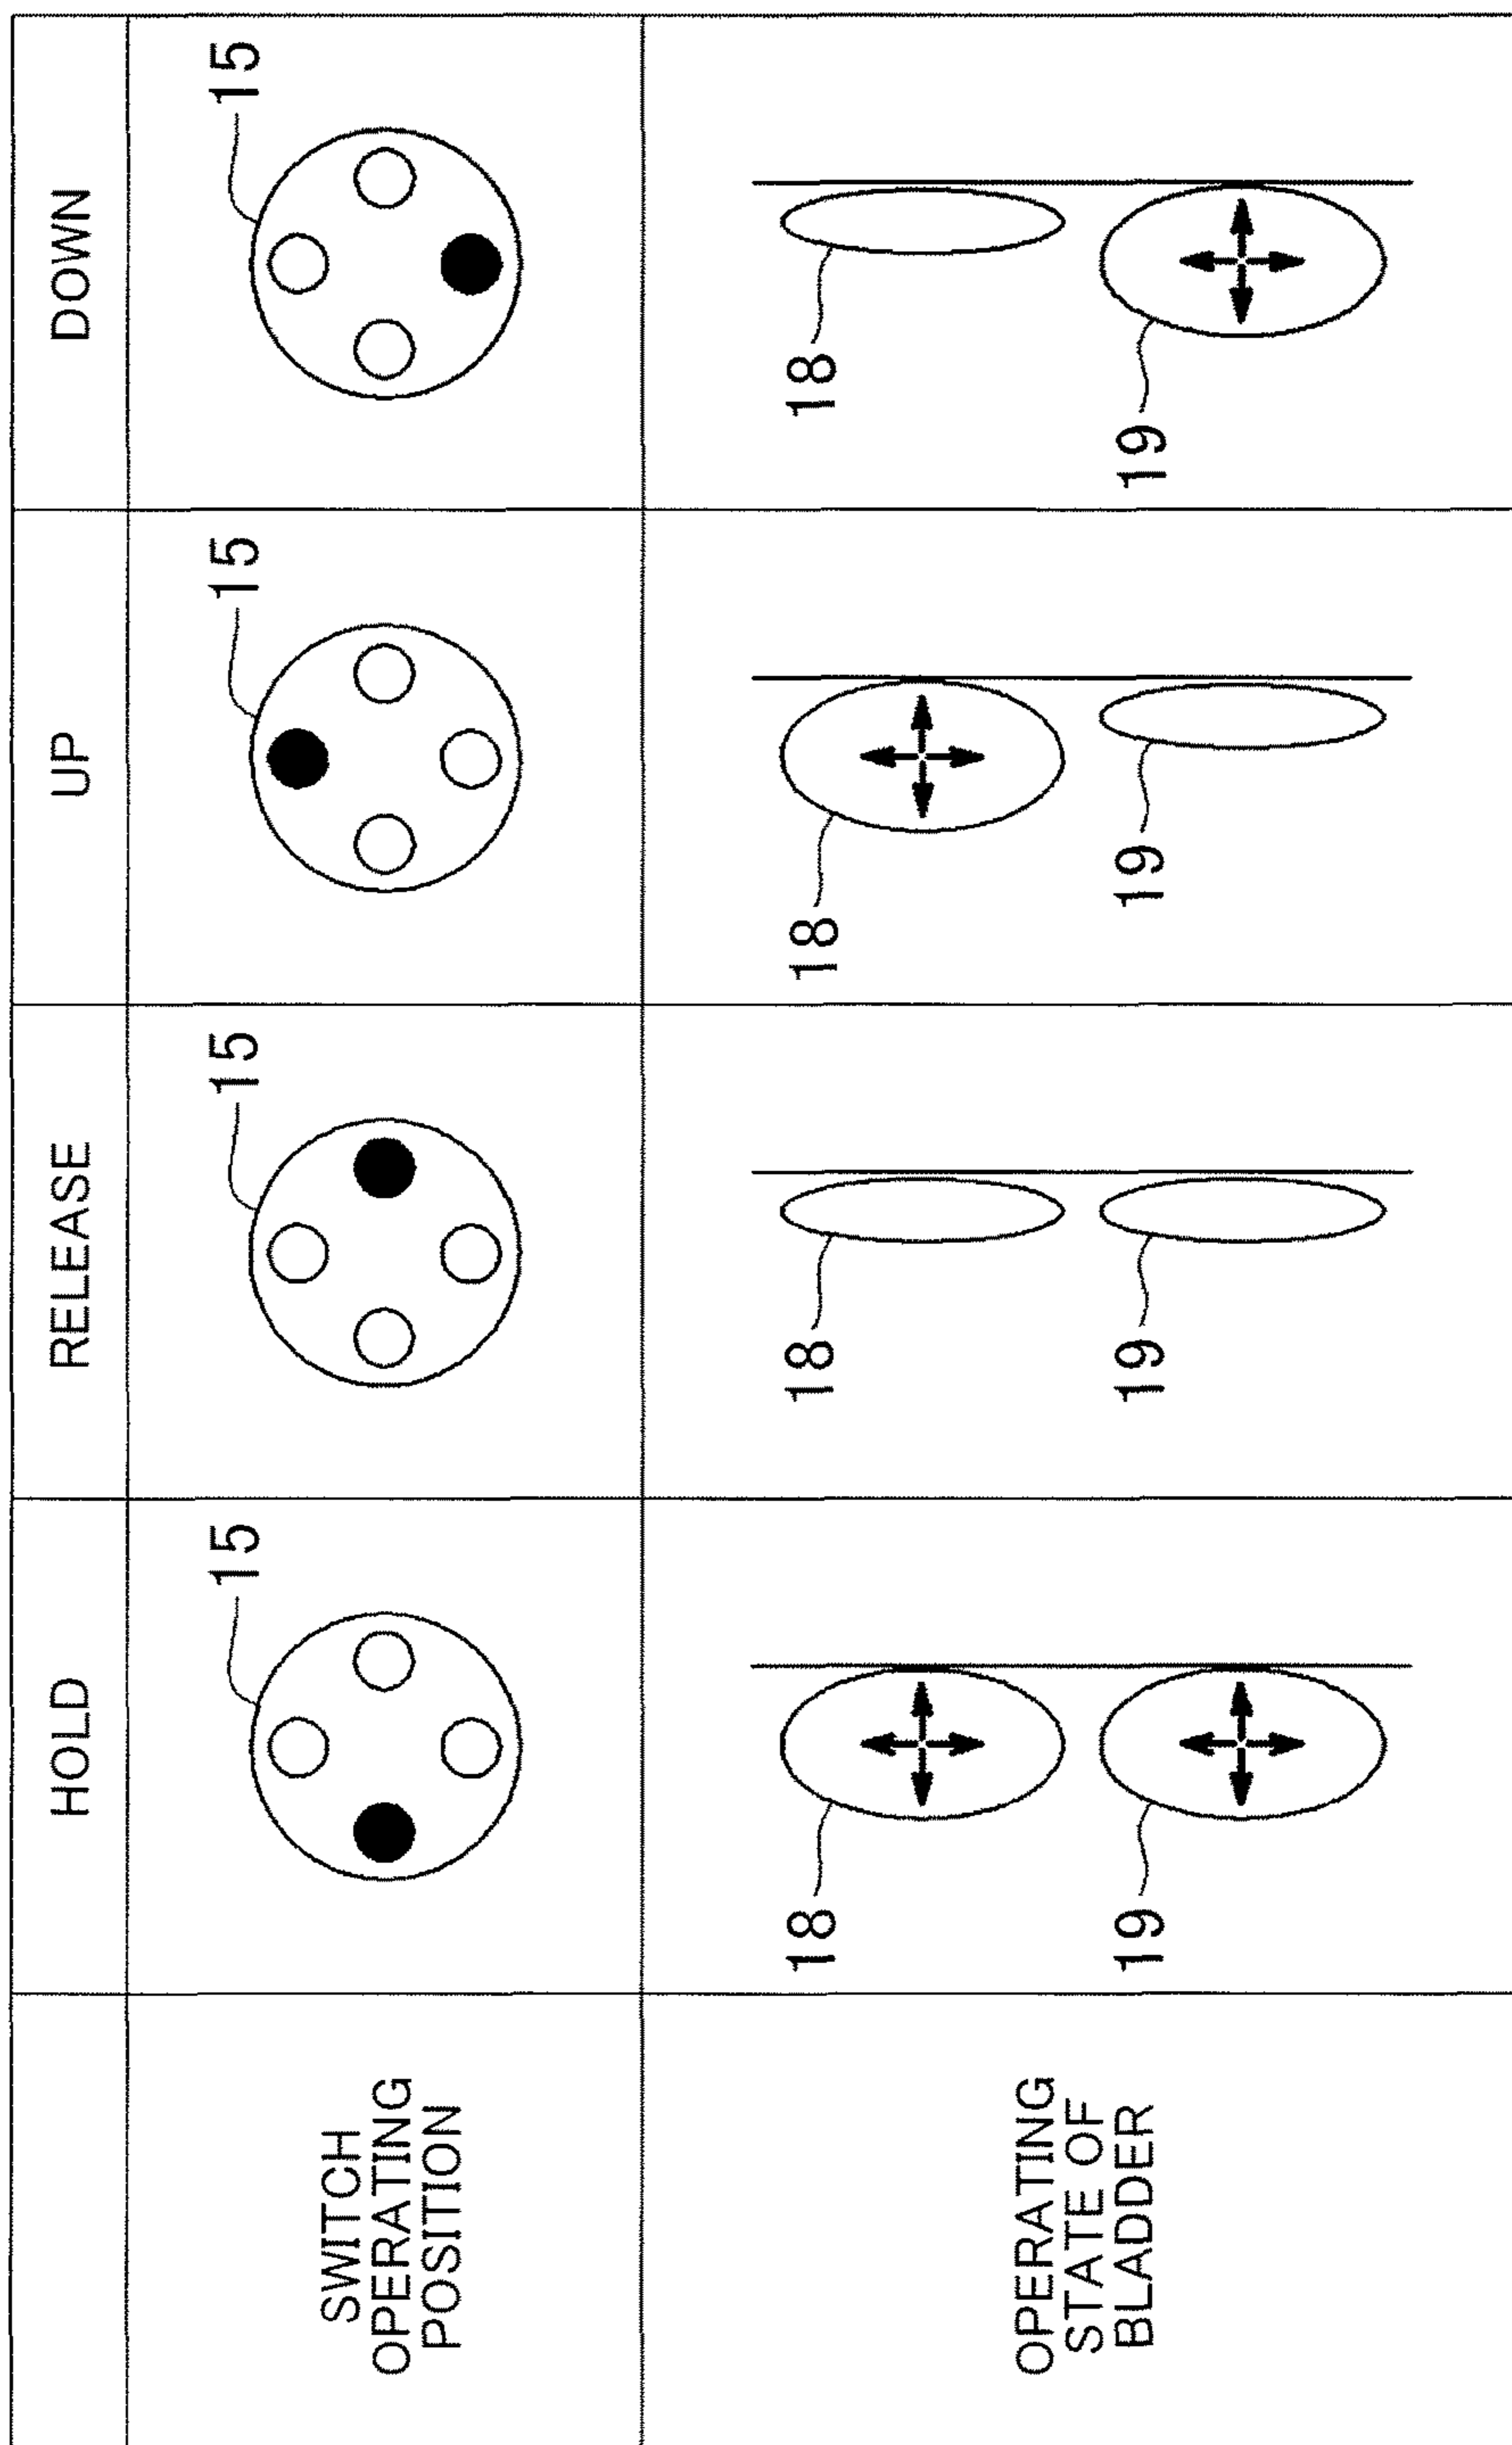 HOLD
RELEASE
UP
DOWN
SWITCH
OPERATING
POSITION
15
15
15
15
OPERATING
STATE OF
BLADDER
18
18
18
18
19
19
19
19